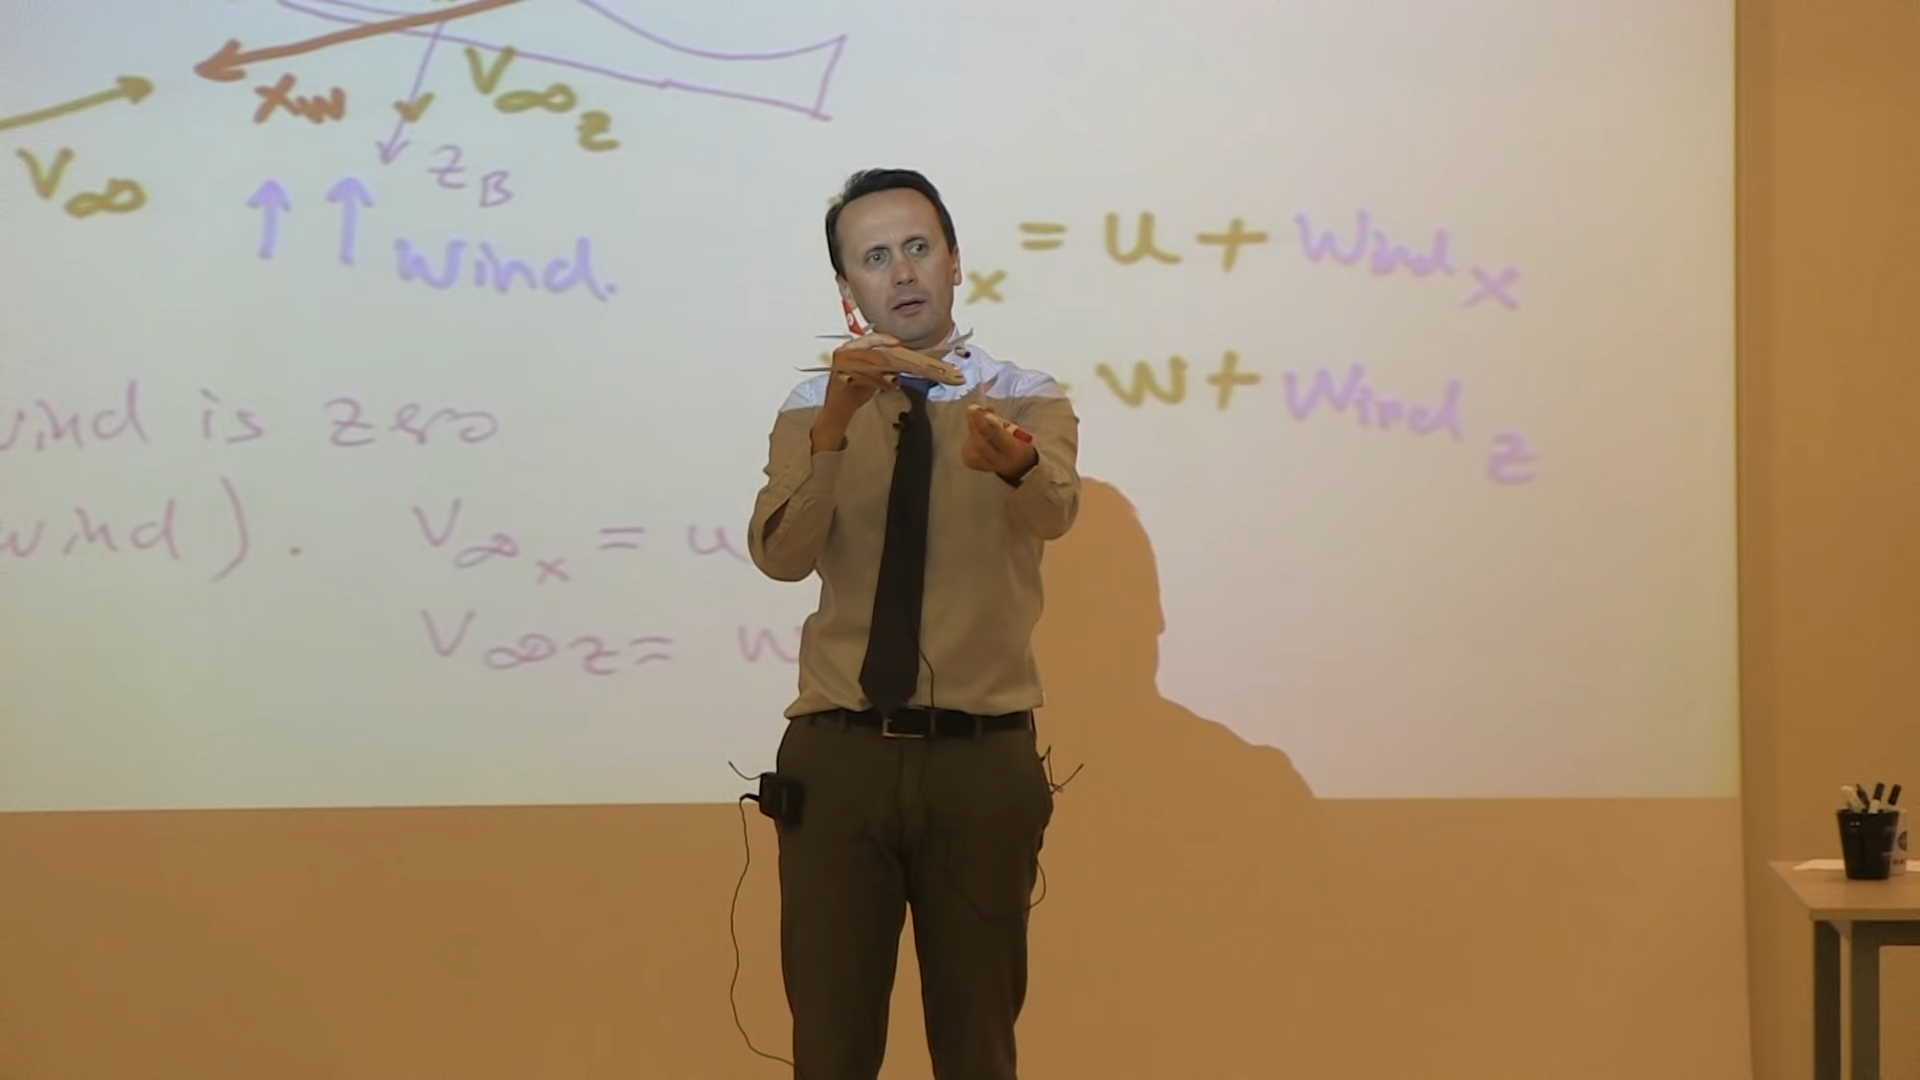 V∞z
xW
V∞
zB
wind.
x = u + windx
w + windz
wind is zero
wind).
V∞x = u
V∞z = w